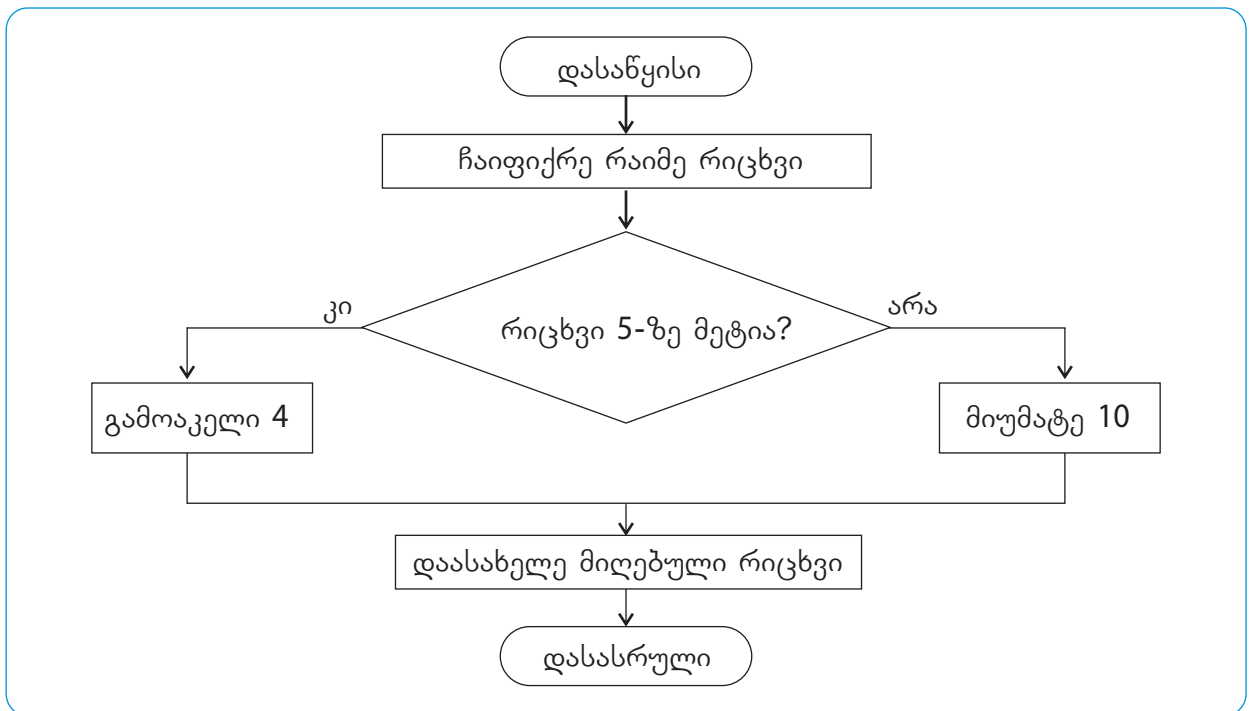 დასაწყისი
ჩაიფიქრე რაიმე რიცხვი
რიცხვი 5-ზე მეტია?
კი
არა
გამოაკელი 4
მიუმატე 10
დაასახელე მიღებული რიცხვი
დასასრული